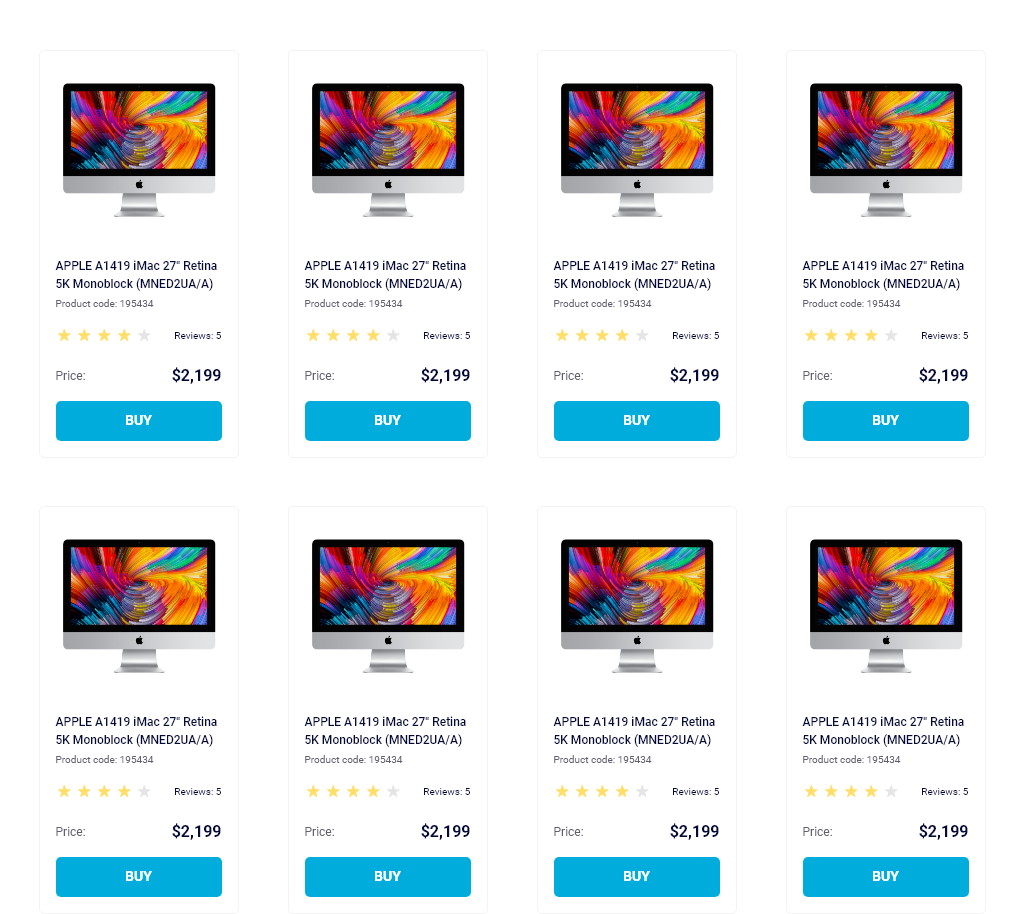 APPLE A1419 iMac 27" Retina
5K Monoblock (MNED2UA/A)
Product code: 195434
Reviews: 5
Price: $2,199
BUY
APPLE A1419 iMac 27" Retina
5K Monoblock (MNED2UA/A)
Product code: 195434
Reviews: 5
Price: $2,199
BUY
APPLE A1419 iMac 27" Retina
5K Monoblock (MNED2UA/A)
Product code: 195434
Reviews: 5
Price: $2,199
BUY
APPLE A1419 iMac 27" Retina
5K Monoblock (MNED2UA/A)
Product code: 195434
Reviews: 5
Price: $2,199
BUY
APPLE A1419 iMac 27" Retina
5K Monoblock (MNED2UA/A)
Product code: 195434
Reviews: 5
Price: $2,199
BUY
APPLE A1419 iMac 27" Retina
5K Monoblock (MNED2UA/A)
Product code: 195434
Reviews: 5
Price: $2,199
BUY
APPLE A1419 iMac 27" Retina
5K Monoblock (MNED2UA/A)
Product code: 195434
Reviews: 5
Price: $2,199
BUY
APPLE A1419 iMac 27" Retina
5K Monoblock (MNED2UA/A)
Product code: 195434
Reviews: 5
Price: $2,199
BUY